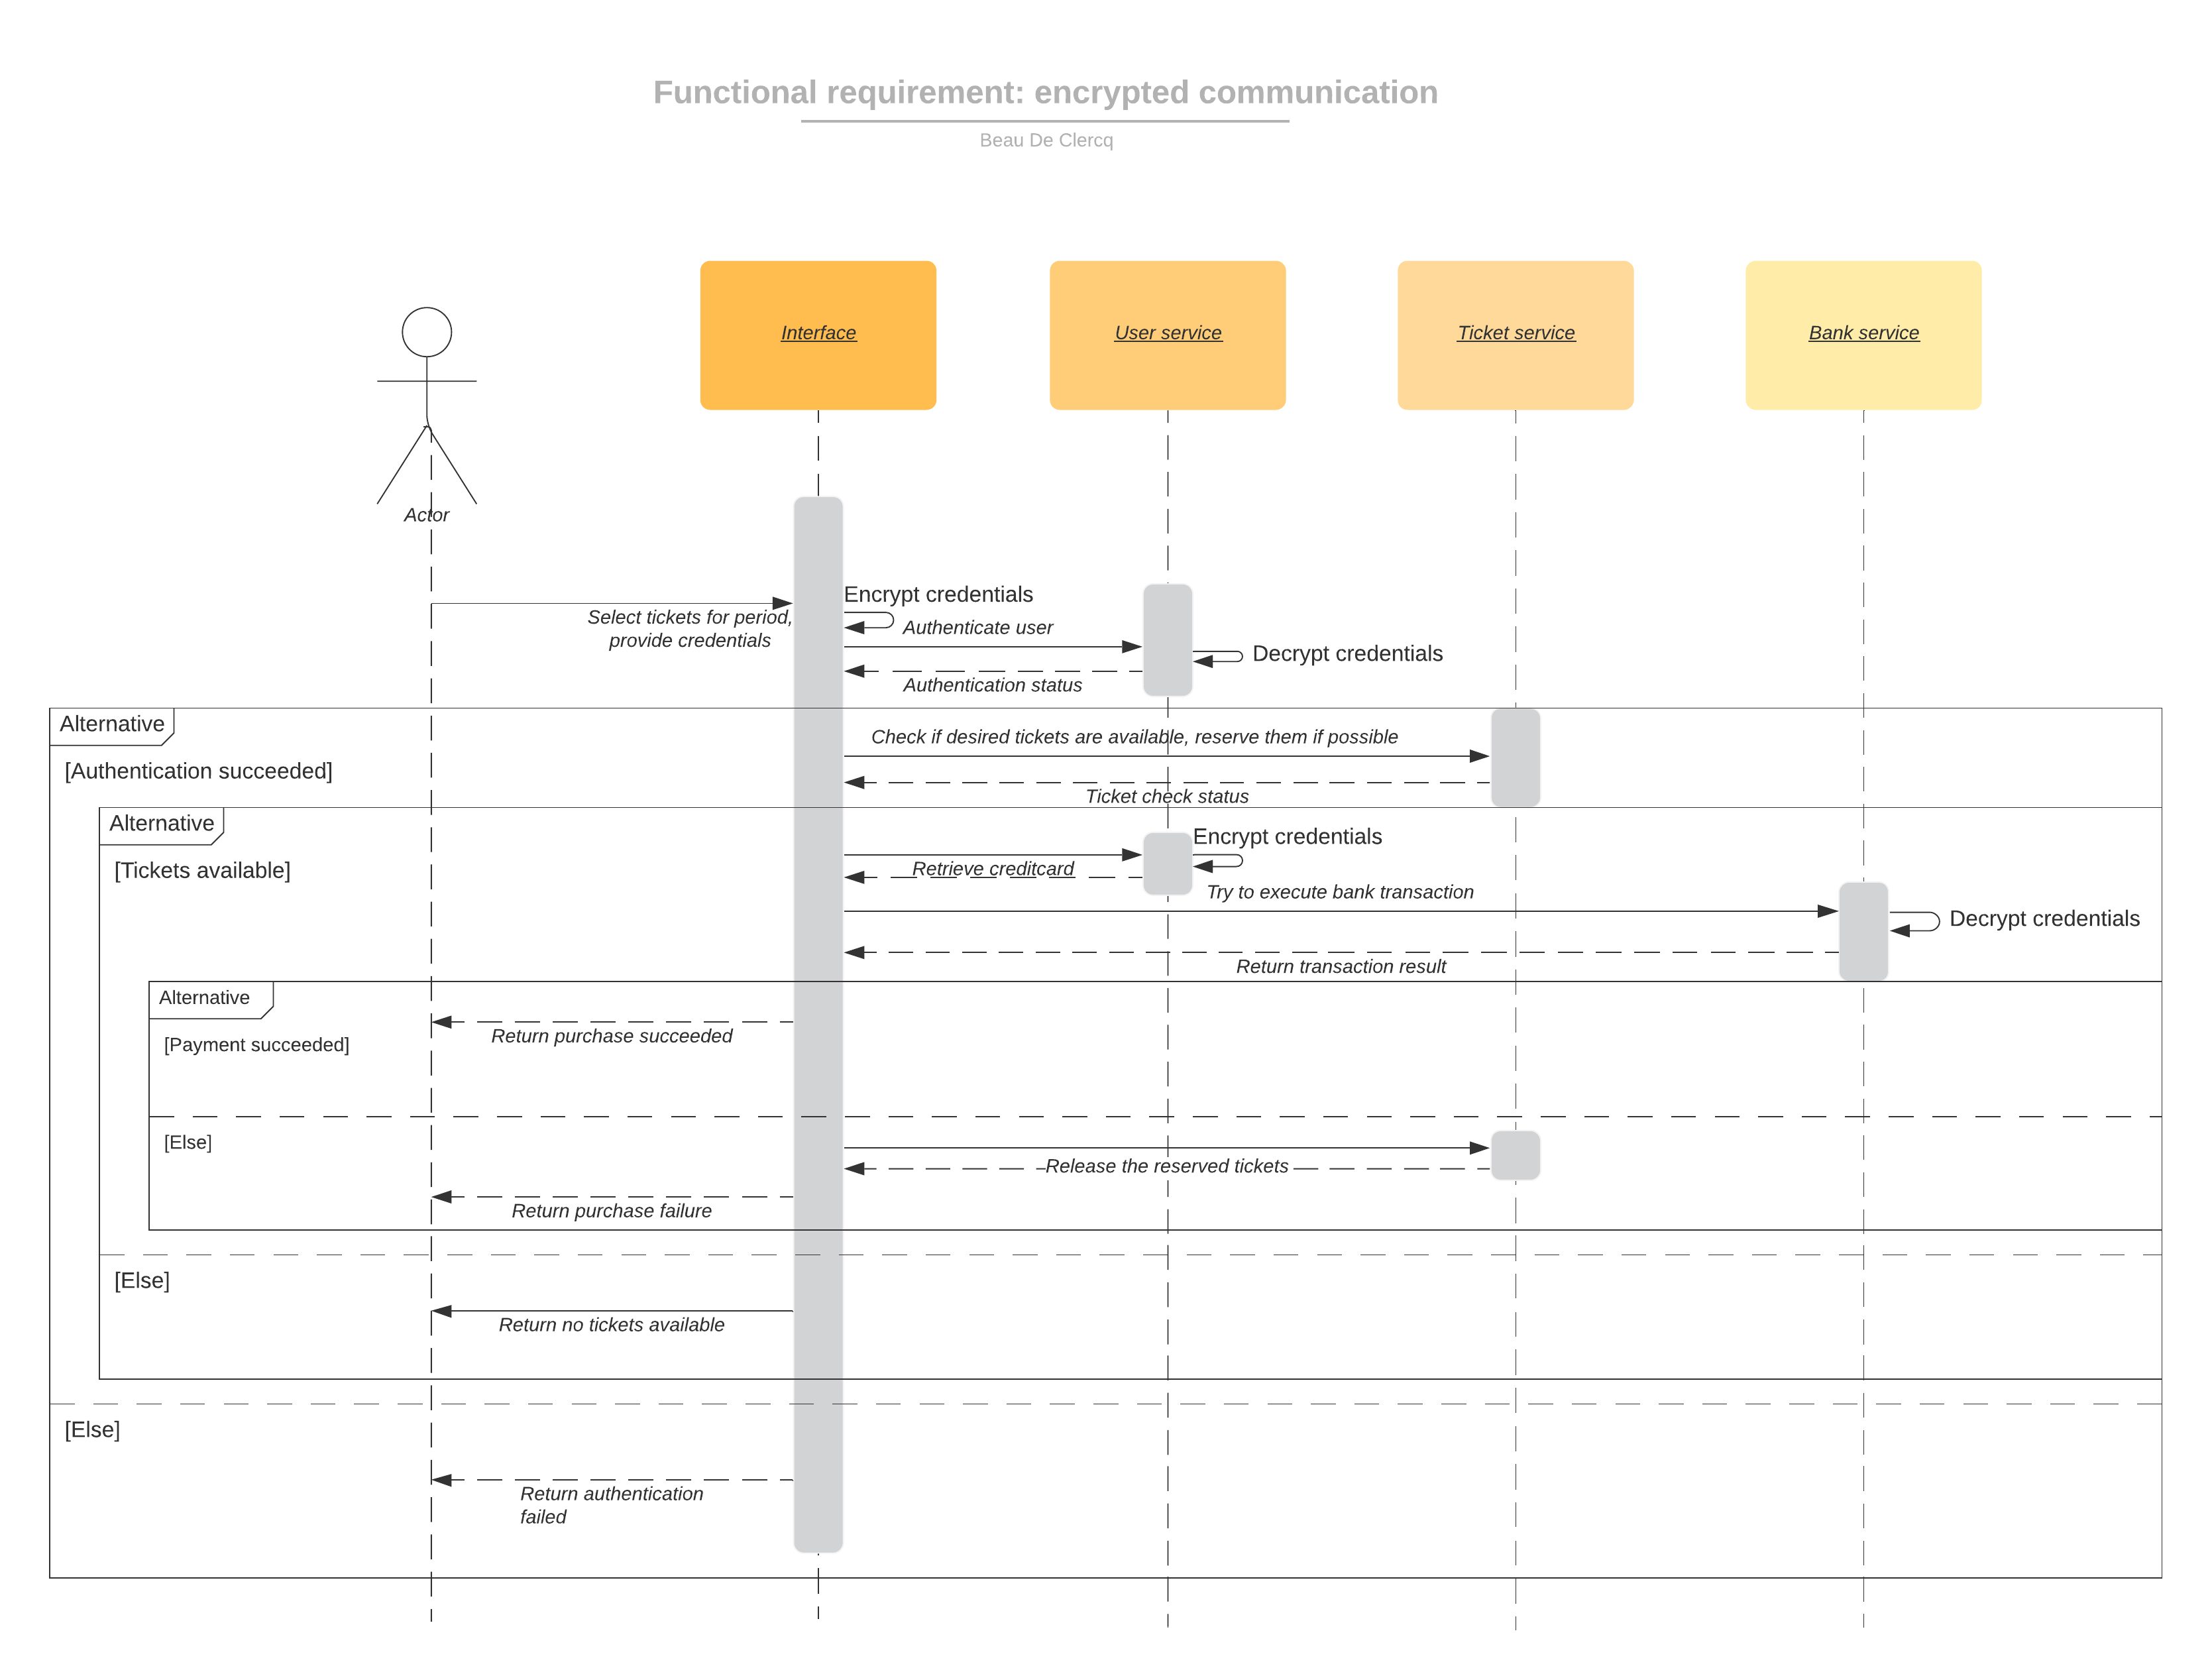 Functional requirement: encrypted communication
Beau De Clercq
Interface
User service
Ticket service
Bank service
Actor
Encrypt credentials
Select tickets for period,
provide credentials
Authenticate user
Decrypt credentials
Authentication status
Alternative
Check if desired tickets are available, reserve them if possible
[Authentication succeeded]
Ticket check status
Alternative
Encrypt credentials
[Tickets available]
Retrieve creditcard
Try to execute bank transaction
Decrypt credentials
Return transaction result
Alternative
Return purchase succeeded
[Payment succeeded]
[Else]
Release the reserved tickets
Return purchase failure
[Else]
Return no tickets available
[Else]
Return authentication
failed